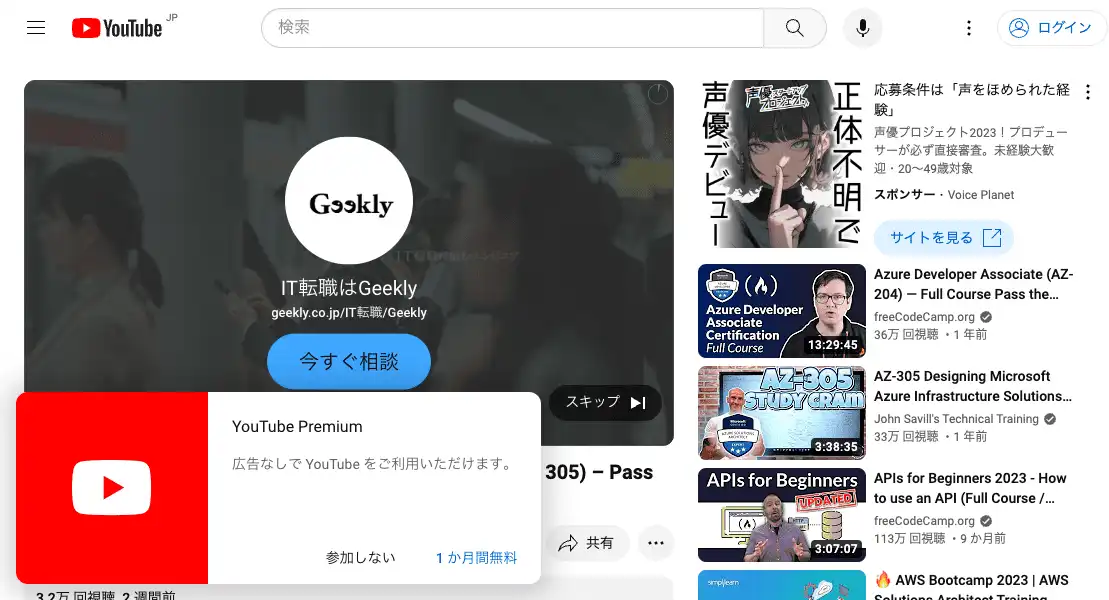 YouTube JP
検索
ログイン
Geekly
IT転職はGeekly
geekly.co.jp/IT転職/Geekly
今すぐ相談
スキップ
YouTube Premium
広告なしで YouTube をご利用いただけます。
参加しない
1 か月間無料
305) – Pass
共有
3.2万 回視聴 2 週間前
声優デビュー
声優スタートアップ
プロジェクト
正体不明で
応募条件は「声をほめられた経
験」
声優プロジェクト2023！プロデュー
サーが必ず直接審査。未経験大歓
迎・20～49歳対象
スポンサー・Voice Planet
サイトを見る
Azure Developer
Associate
Certification
Full Course
13:29:45
Azure Developer Associate (AZ-
204) — Full Course Pass the…
freeCodeCamp.org
36万 回視聴 ・1 年前
AZ-305
STUDY CRAM
3:38:35
AZ-305 Designing Microsoft
Azure Infrastructure Solutions…
John Savill's Technical Training
33万 回視聴 ・1 年前
APIs for Beginners
UPDATED
3:07:07
APIs for Beginners 2023 - How
to use an API (Full Course /…
freeCodeCamp.org
113万 回視聴 ・9 か月前
simplilearn
AWS Bootcamp 2023 | AWS
Solutions Architect Training